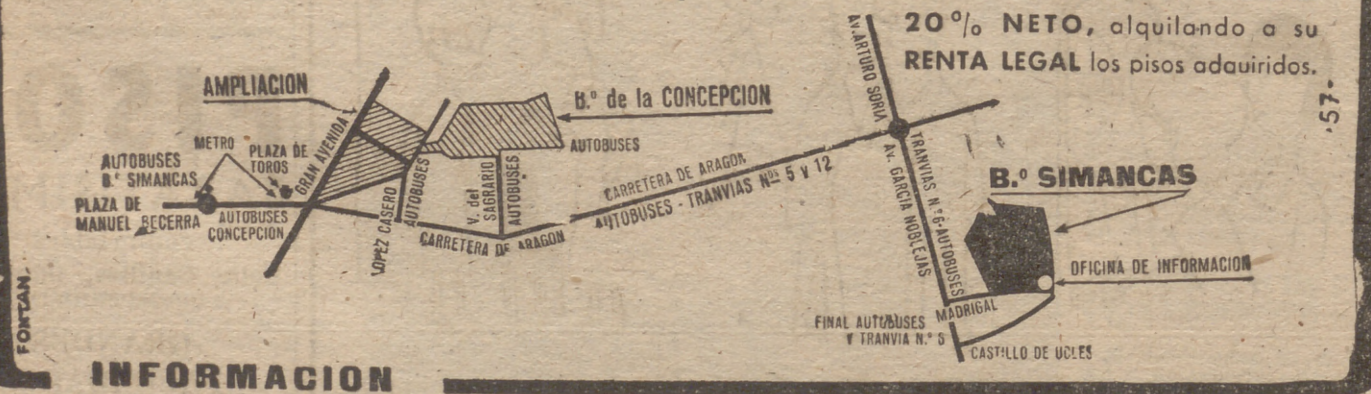 20% NETO, alquilando a su
RENTA LEGAL los pisos adauiridos.
·57·
AV. ARTURO SORIA
AMPLIACION
B.º de la CONCEPCION
AUTOBUSES
METRO
PLAZA DE
TOROS
GRAN AVENIDA
AUTOBUSES
B.º SIMANCAS
PLAZA DE
MANUEL BECERRA
AUTOBUSES
CONCEPCION
LOPEZ CASERO
AUTOBUSES
V. del
SAGRARIO
AUTOBUSES
CARRETERA DE ARAGON
CARRETERA DE ARAGON
AUTOBUSES - TRANVIAS Nos 5 y 12
AV. GARCIA NOBLEJAS
TRANVIAS N.º 6-AUTOBUSES
B.º SIMANCAS
OFICINA DE INFORMACION
MADRIGAL
FINAL AUTOBUSES
Y TRANVIA N.º 5
CASTILLO DE UCLES
FONTAN.
INFORMACION